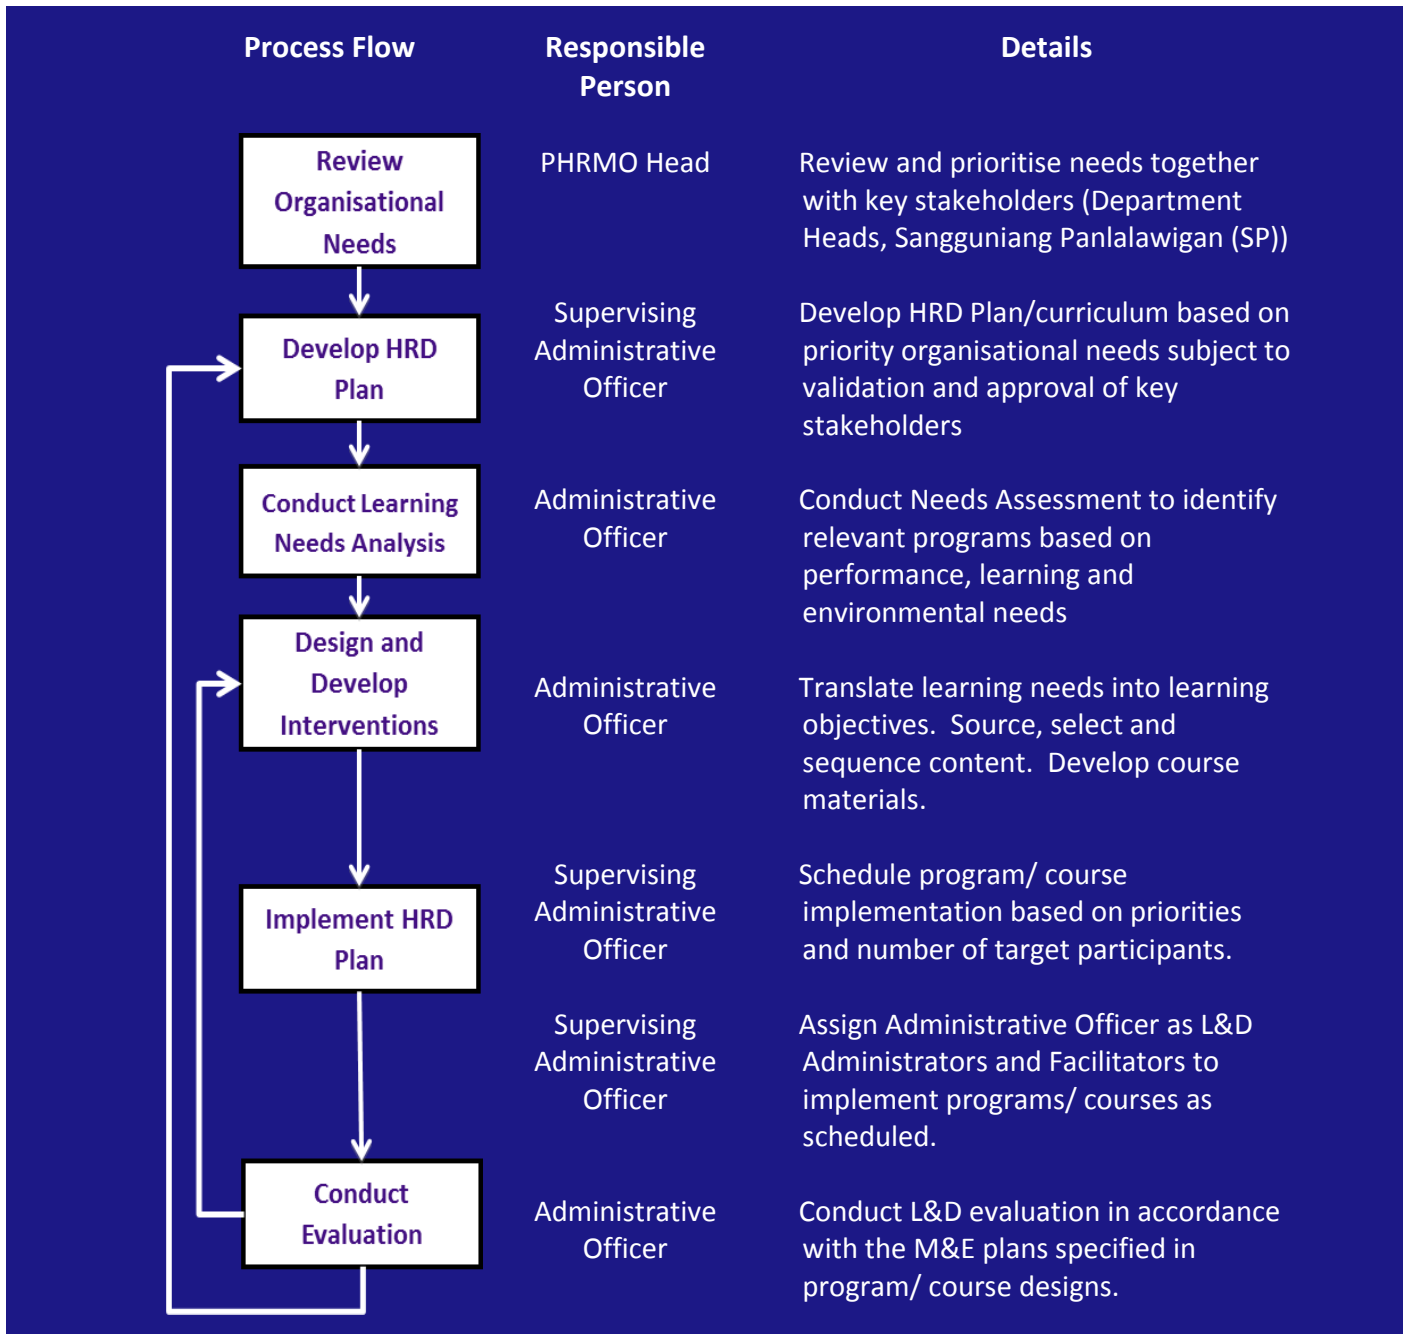 Process Flow
Responsible
Person
Details
Review
Organisational
Needs
PHRMO Head
Review and prioritise needs together
with key stakeholders (Department
Heads, Sangguniang Panlalawigan (SP))
Develop HRD
Plan
Supervising
Administrative
Officer
Develop HRD Plan/curriculum based on
priority organisational needs subject to
validation and approval of key
stakeholders
Conduct Learning
Needs Analysis
Administrative
Officer
Conduct Needs Assessment to identify
relevant programs based on
performance, learning and
environmental needs
Design and
Develop
Interventions
Administrative
Officer
Translate learning needs into learning
objectives.  Source, select and
sequence content.  Develop course
materials.
Implement HRD
Plan
Supervising
Administrative
Officer
Schedule program/ course
implementation based on priorities
and number of target participants.
Supervising
Administrative
Officer
Assign Administrative Officer as L&D
Administrators and Facilitators to
implement programs/ courses as
scheduled.
Conduct
Evaluation
Administrative
Officer
Conduct L&D evaluation in accordance
with the M&E plans specified in
program/ course designs.